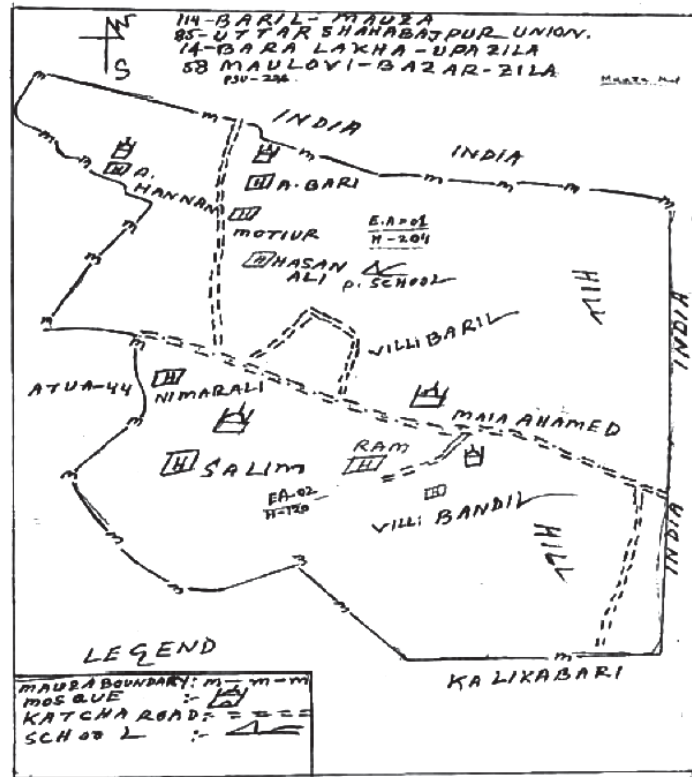 N
S
114-BARIL-MAUZA
85-UTTAR SHAHABAJPUR UNION.
14-BARA LAKHA-UPAZILA
58 MAULOVI-BAZAR-ZILA
INDIA
INDIA
H A. HANNAN
H A.BARI
MOTIUR
E.A=01
H-204
H HASAN ALI
P. SCHOOL
HILL
INDIA
VILLI BARIL
ATUA-44
H NIMARALI
MAIA AHAMED
RAM
H
H SALIM
EA-02
H-120
H
VILLI: BANDIL
HILL
INDIA
KALIKABARI
LEGEND
MAUZA BOUNDARY: m-m-m
MOSQUE :-
KATCHA ROAD:- = = = =
SCHOOL :-